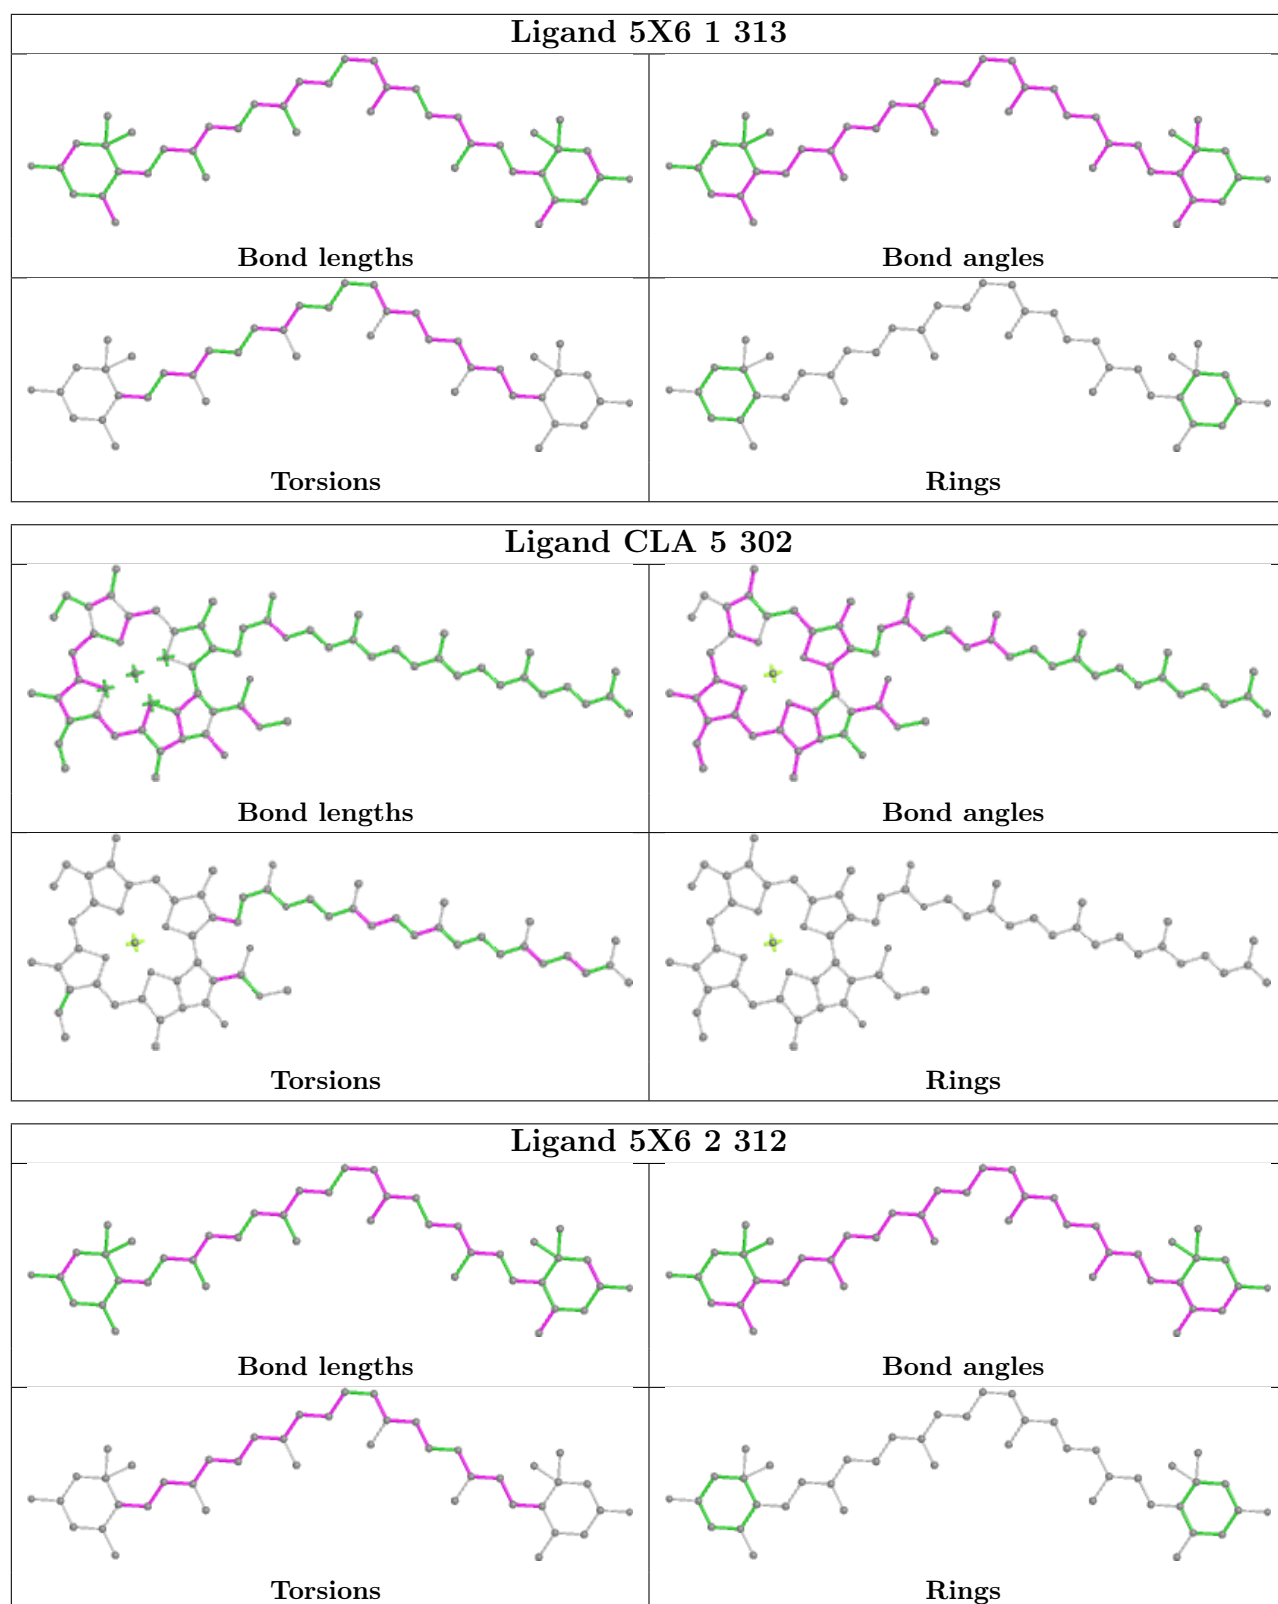 Ligand 5X6 1 313
Bond lengths
Bond angles
Torsions
Rings
Ligand CLA 5 302
Bond lengths
Bond angles
Torsions
Rings
Ligand 5X6 2 312
Bond lengths
Bond angles
Torsions
Rings